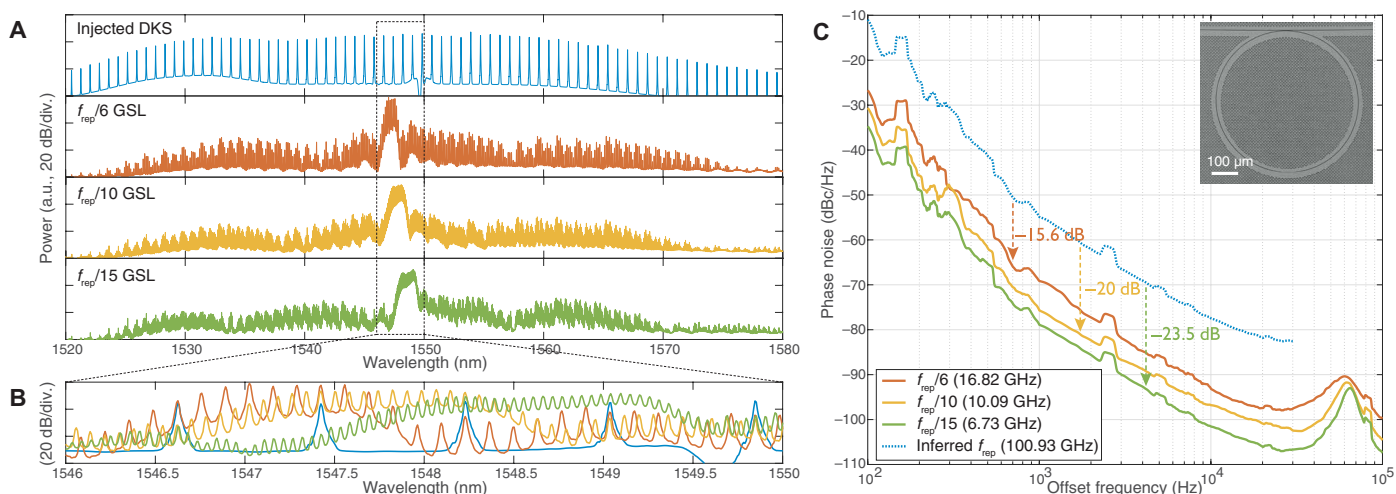 A
Injected DKS
f_rep/6 GSL
f_rep/10 GSL
f_rep/15 GSL
Power (a.u., 20 dB/div.)
1520 1530 1540 1550 1560 1570 1580
Wavelength (nm)
B
(20 dB/div.)
1546 1546.5 1547 1547.5 1548 1548.5 1549 1549.5 1550
Wavelength (nm)
C
Phase noise (dBc/Hz)
−10
−20
−30
−40
−50
−60
−70
−80
−90
−100
−110
100 µm
−15.6 dB
−20 dB
−23.5 dB
f_rep/6 (16.82 GHz)
f_rep/10 (10.09 GHz)
f_rep/15 (6.73 GHz)
Inferred f_rep (100.93 GHz)
10^2 10^3 10^4 10^5
Offset frequency (Hz)